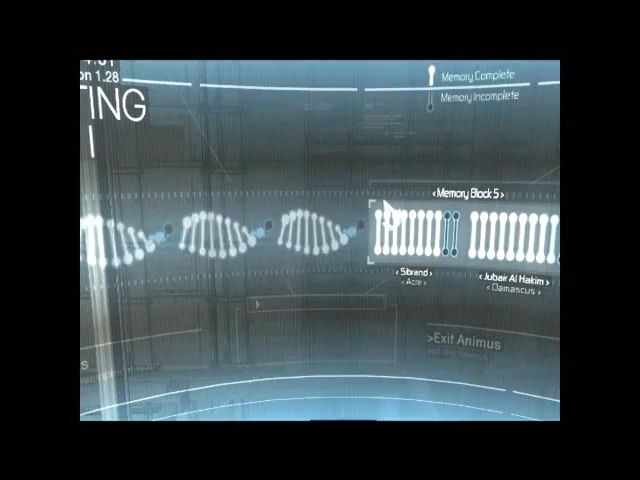 on 1.28
TING
Memory Complete
Memory Incomplete
‹Memory Block 5›
‹Sibrand›
‹Acre›
‹Jubair Al Hakim›
‹Damascus›
>Exit Animus